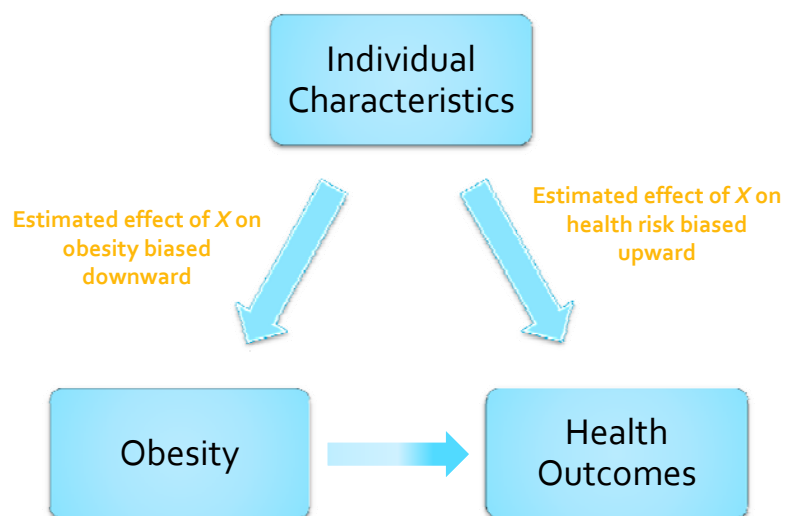 Individual
Characteristics
Estimated effect of X on
obesity biased
downward
Estimated effect of X on
health risk biased
upward
Obesity
Health
Outcomes